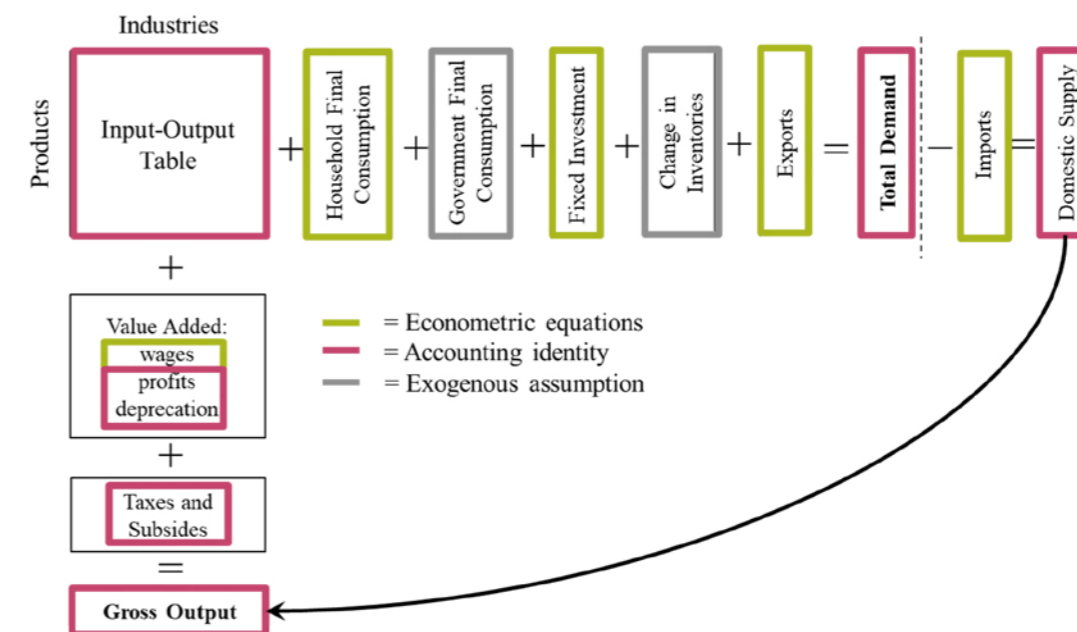 Industries
Products
Input-Output
Table
+
Household Final
Consumption
+
Government Final
Consumption
+
Fixed Investment
+
Change in
Inventories
+
Exports
=
Total Demand
−
Imports
=
Domestic Supply
+
Value Added:
wages
profits
deprecation
= Econometric equations
= Accounting identity
= Exogenous assumption
+
Taxes and
Subsides
=
Gross Output